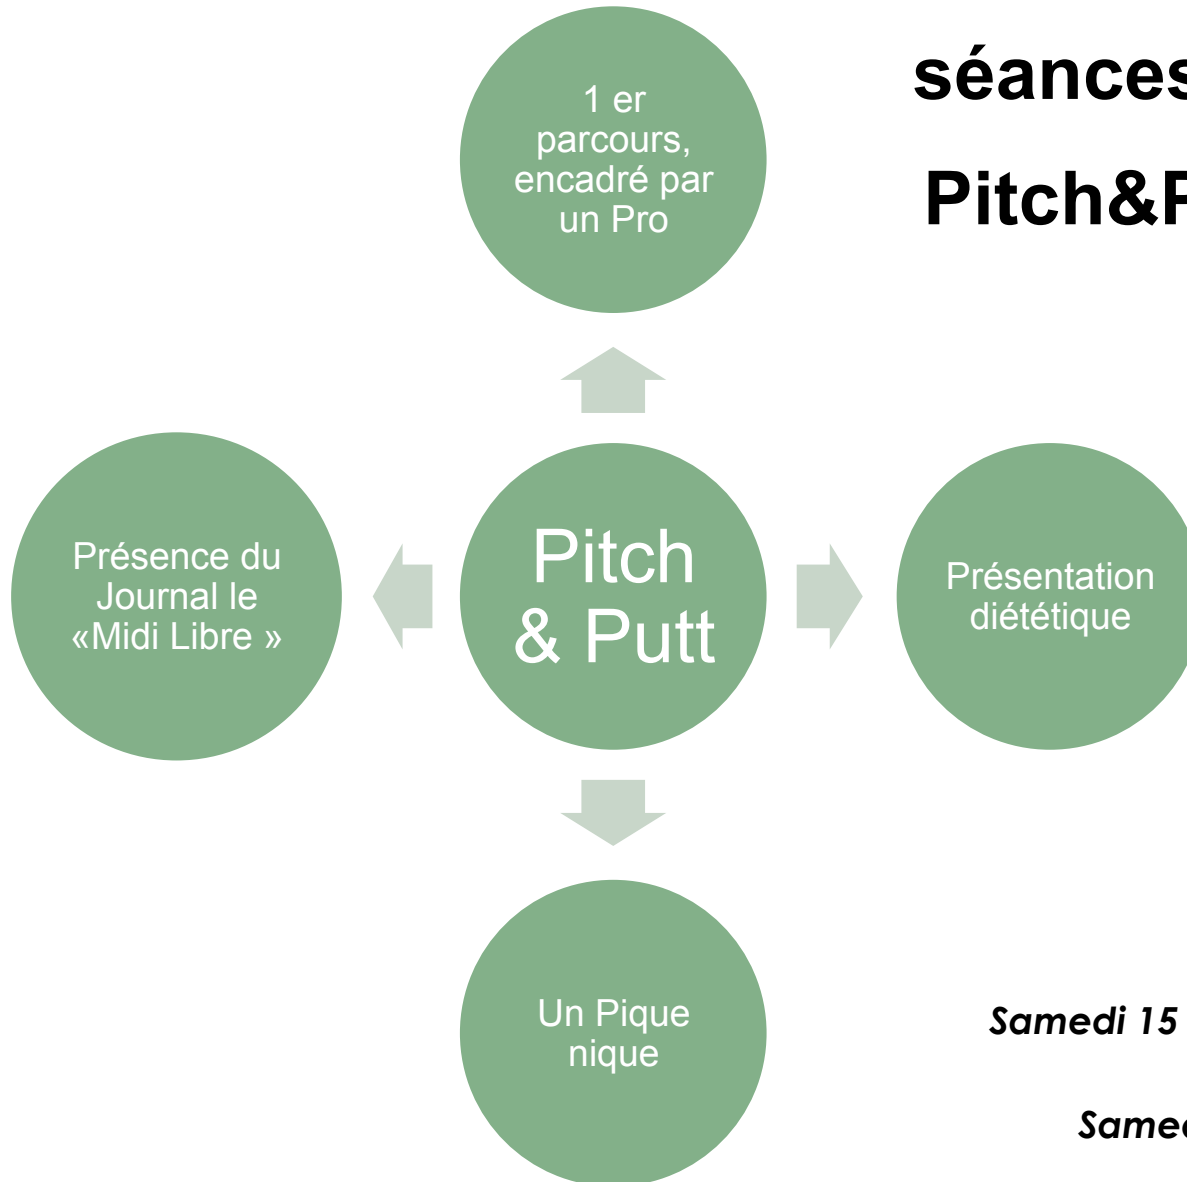 séances
Pitch&P
1 er
parcours,
encadré par
un Pro
Présence du
Journal le
«Midi Libre »
Pitch
& Putt
Présentation
diététique
Un Pique
nique
Samedi 15
Samed